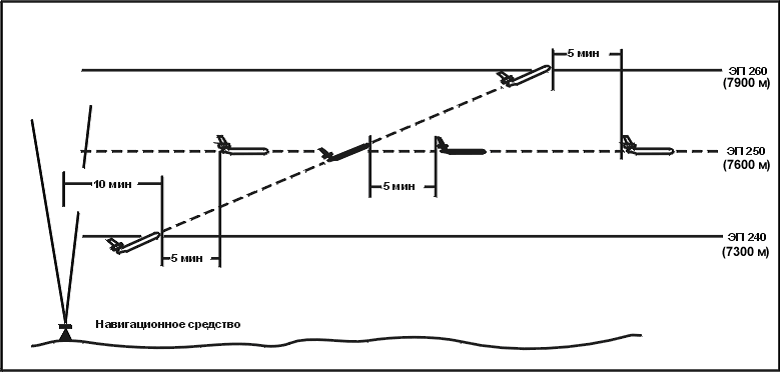 5 мин
ЭП 260
(7900 м)
ЭП 250
(7600 м)
10 мин
5 мин
ЭП 240
(7300 м)
5 мин
Навигационное средство